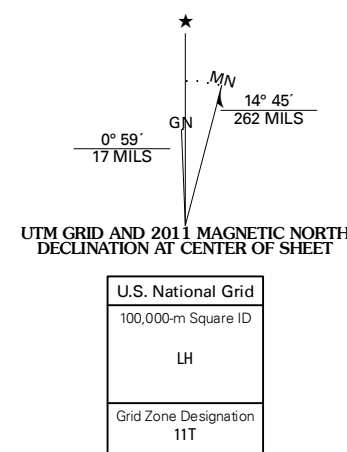 ★
MN
14° 45´
262 MILS
GN
0° 59´
17 MILS
UTM GRID AND 2011 MAGNETIC NORTH
DECLINATION AT CENTER OF SHEET
U.S. National Grid
100,000-m Square ID
LH
Grid Zone Designation
11T